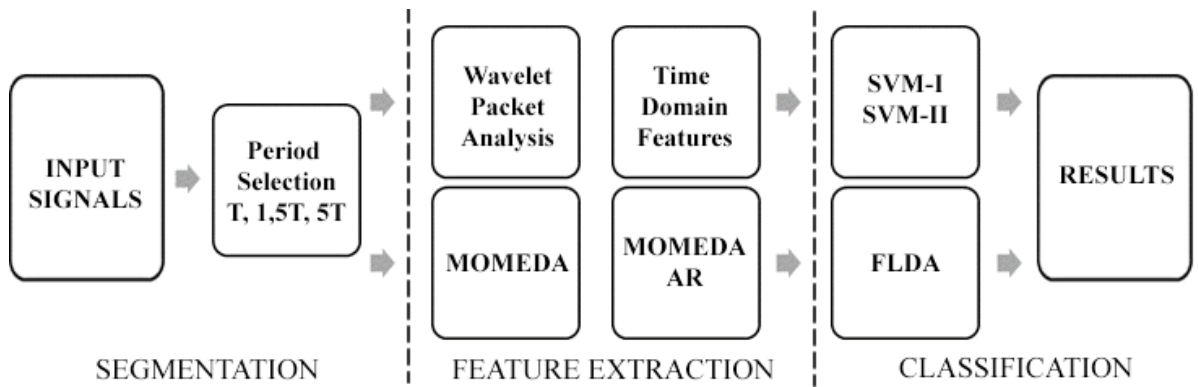 INPUT
SIGNALS
Period
Selection
T, 1,5T, 5T
Wavelet
Packet
Analysis
Time
Domain
Features
MOMEDA
MOMEDA
AR
SVM-I
SVM-II
FLDA
RESULTS
SEGMENTATION
FEATURE EXTRACTION
CLASSIFICATION